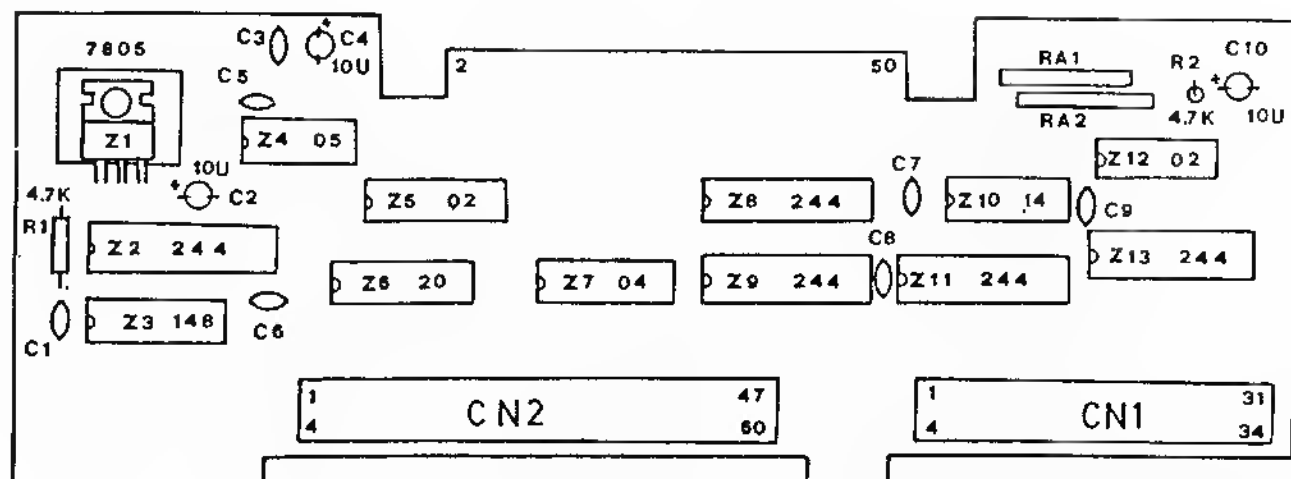 7805
Z1
C3
C4
10U
C5
Z4 05
2 50
RA1
RA2
R2
4.7K
C10
10U
Z12 02
4.7K
R1
10U
C2
Z5 02
Z8 244
C7
Z10 14
C9
Z2 244
Z6 20
Z7 04
Z9 244
C8
Z11 244
Z13 244
C1
Z3 148
C6
1 47
CN2
4 50
1 31
CN1
4 34